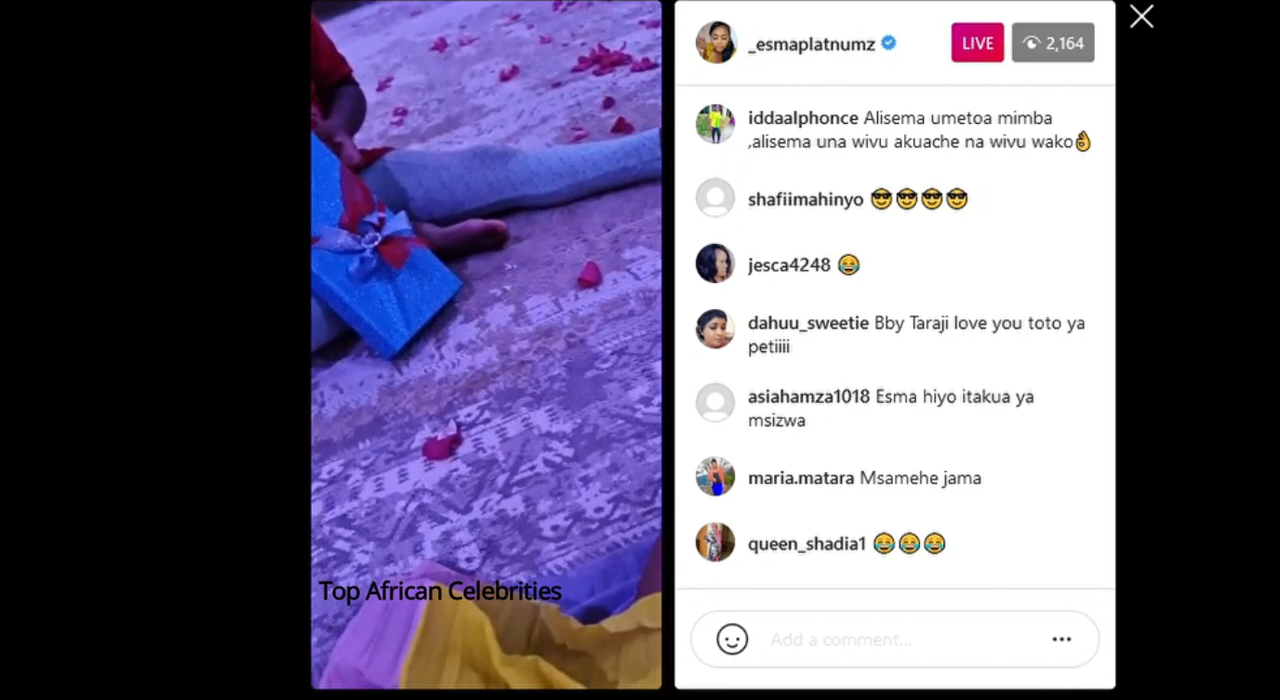 _esmaplatnumz
LIVE
2,164
iddaalphonce Alisema umetoa mimba
,alisema una wivu akuache na wivu wako👌
shafiimahinyo 😎😎😎😎
jesca4248 😂
dahuu_sweetie Bby Taraji love you toto ya
petiiii
asiahamza1018 Esma hiyo itakua ya
msizwa
maria.matara Msamehe jama
queen_shadia1 😂😂😂
Top African Celebrities
Add a comment...